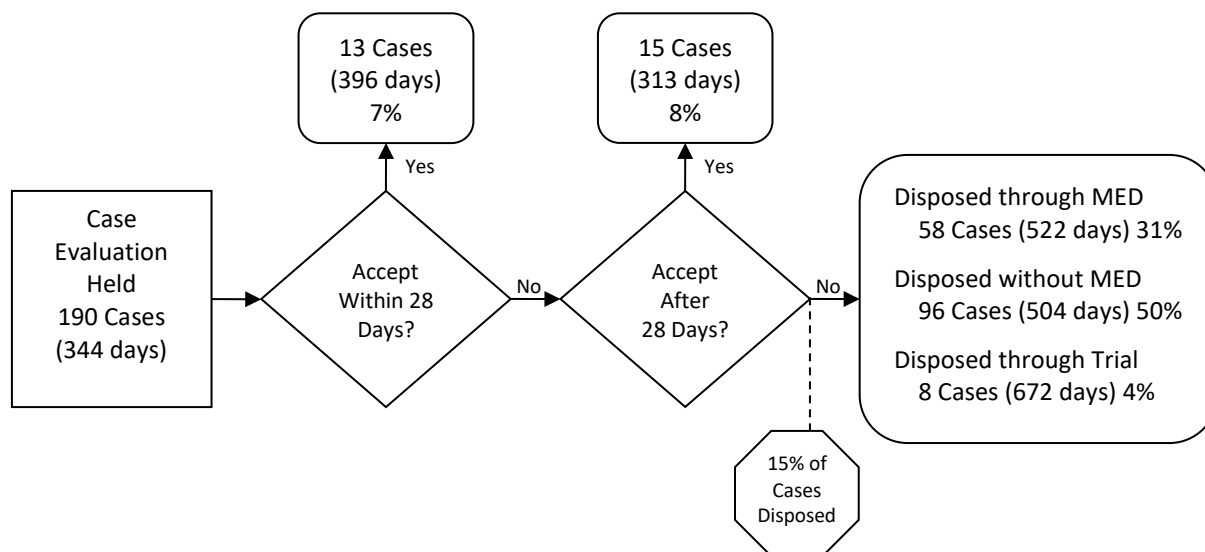 Case
Evaluation
Held
190 Cases
(344 days)
Accept
Within 28
Days?
Yes
13 Cases
(396 days)
7%
No
Accept
After
28 Days?
Yes
15 Cases
(313 days)
8%
No
15% of
Cases
Disposed
Disposed through MED
58 Cases (522 days) 31%
Disposed without MED
96 Cases (504 days) 50%
Disposed through Trial
8 Cases (672 days) 4%